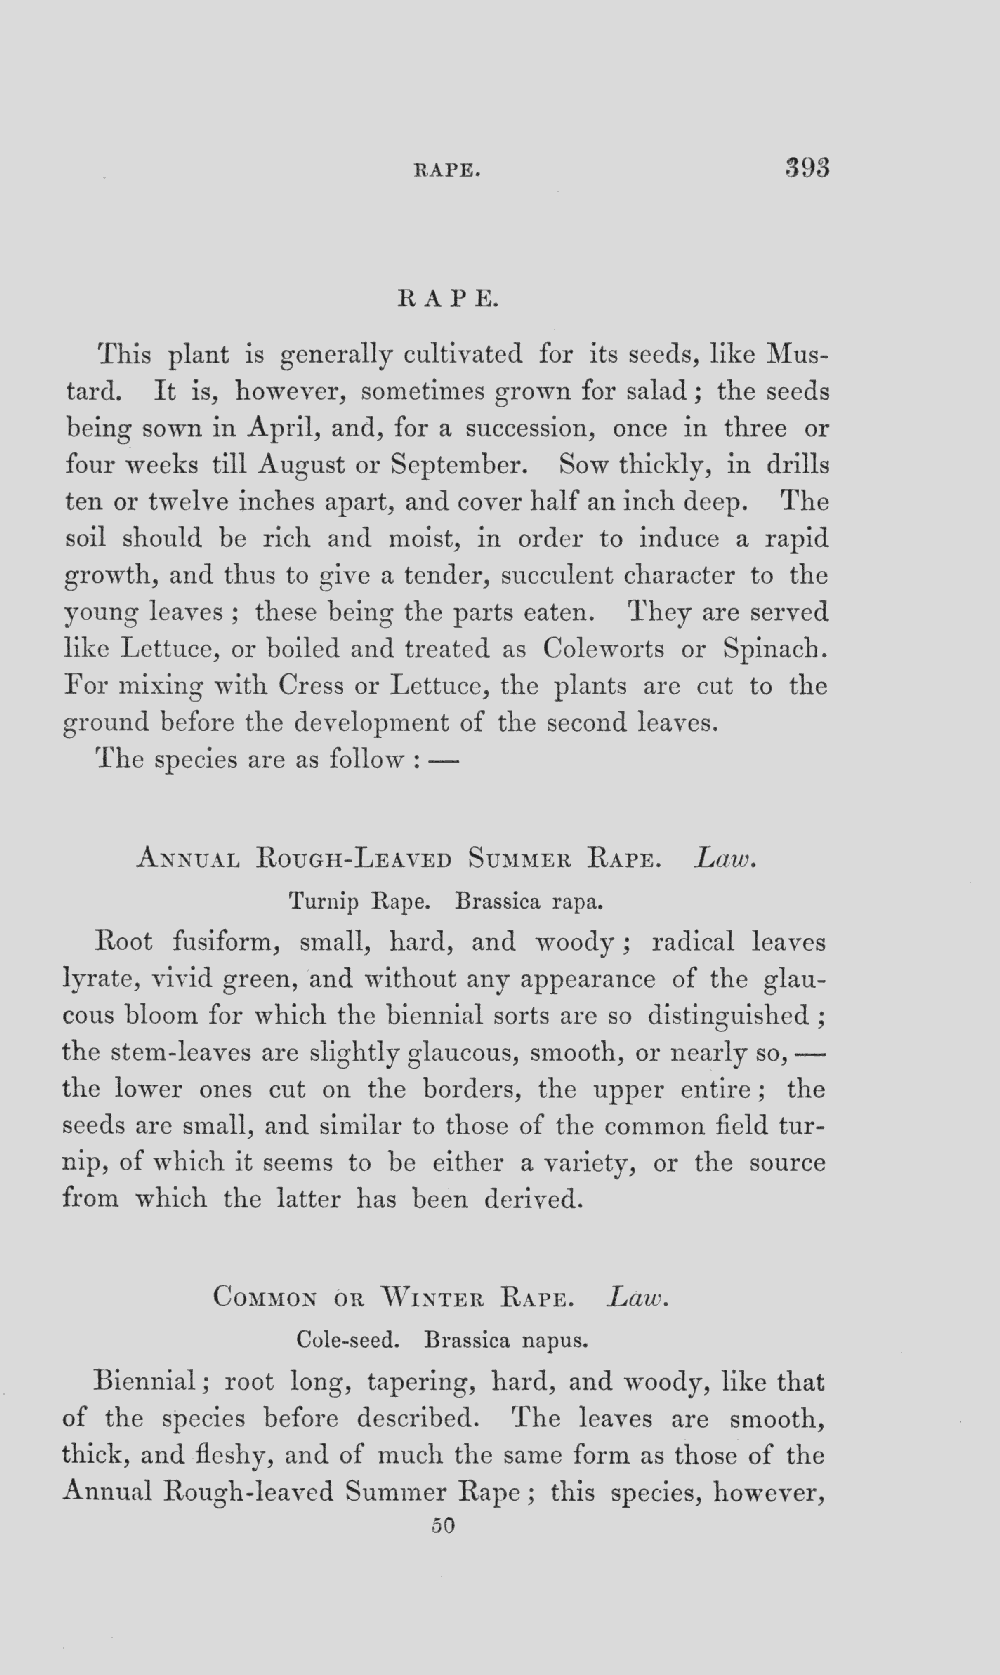 RAPE. 393
RAPE.
This plant is generally cultivated for its seeds, like Mus-
tard. It is, however, sometimes grown for salad; the seeds
being sown in April, and, for a succession, once in three or
four weeks till August or September. Sow thickly, in drills
ten or twelve inches apart, and cover half an inch deep. The
soil should be rich and moist, in order to induce a rapid
growth, and thus to give a tender, succulent character to the
young leaves; these being the parts eaten. They are served
like Lettuce, or boiled and treated as Coleworts or Spinach.
For mixing with Cress or Lettuce, the plants are cut to the
ground before the development of the second leaves.
The species are as follow: —
Annual Rough-Leaved Summer Rape. Law.
Turnip Rape. Brassica rapa.
Root fusiform, small, hard, and woody; radical leaves
lyrate, vivid green, and without any appearance of the glau-
cous bloom for which the biennial sorts are so distinguished;
the stem-leaves are slightly glaucous, smooth, or nearly so, —
the lower ones cut on the borders, the upper entire; the
seeds are small, and similar to those of the common field tur-
nip, of which it seems to be either a variety, or the source
from which the latter has been derived.
Common or Winter Rape. Law.
Cole-seed. Brassica napus.
Biennial; root long, tapering, hard, and woody, like that
of the species before described. The leaves are smooth,
thick, and fleshy, and of much the same form as those of the
Annual Rough-leaved Summer Rape; this species, however,
50